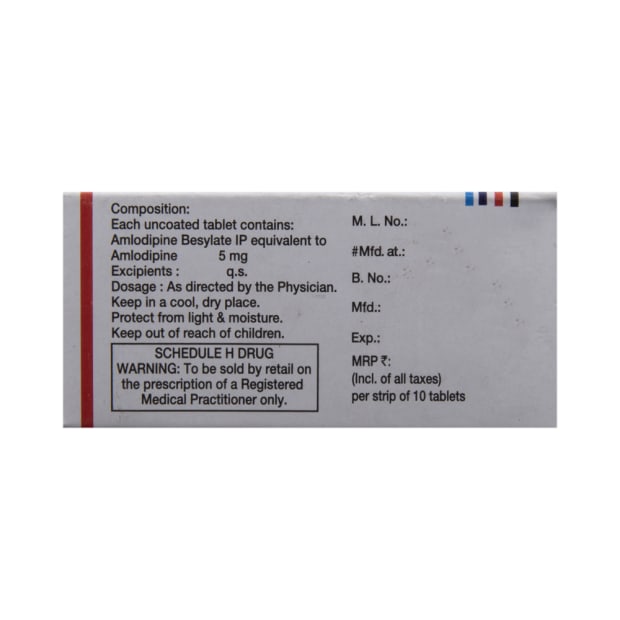 Composition:
Each uncoated tablet contains:
Amlodipine Besylate IP equivalent to
Amlodipine 5 mg
Excipients : q.s.
Dosage : As directed by the Physician.
Keep in a cool, dry place.
Protect from light & moisture.
Keep out of reach of children.
SCHEDULE H DRUG
WARNING: To be sold by retail on
the prescription of a Registered
Medical Practitioner only.
M. L. No.:
#Mfd. at.:
B. No.:
Mfd.:
Exp.:
MRP ₹:
(Incl. of all taxes)
per strip of 10 tablets